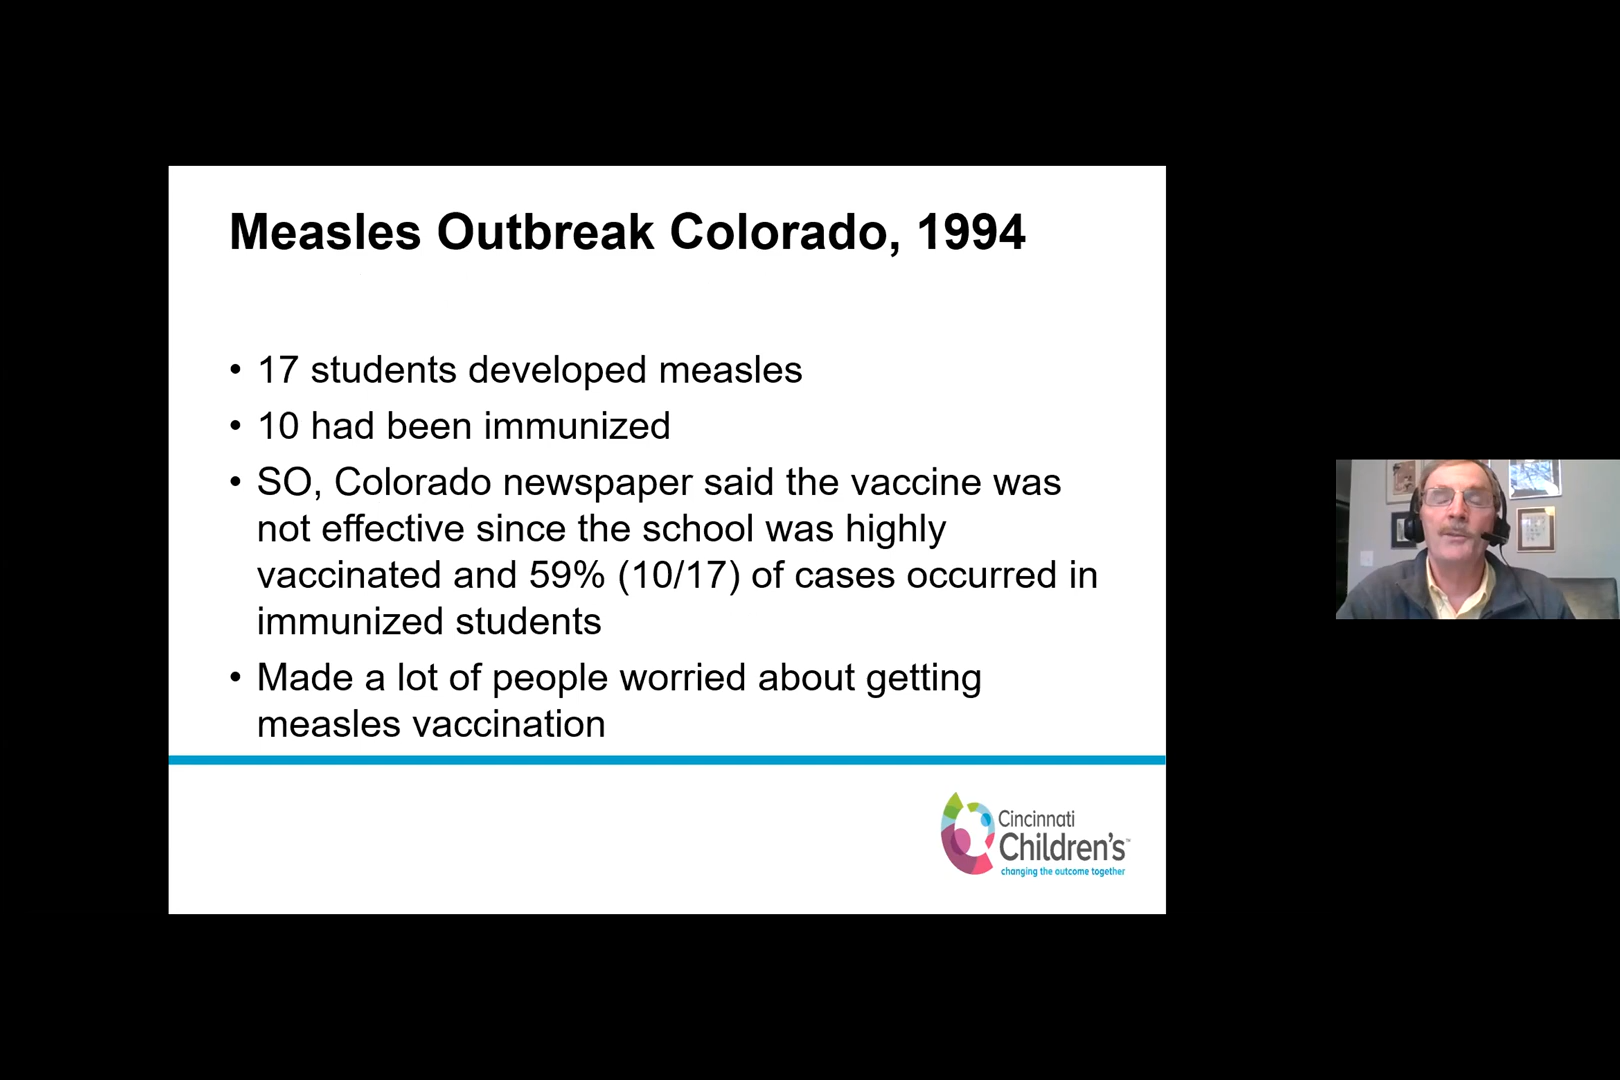 Measles Outbreak Colorado, 1994
• 17 students developed measles
• 10 had been immunized
• SO, Colorado newspaper said the vaccine was
not effective since the school was highly
vaccinated and 59% (10/17) of cases occurred in
immunized students
• Made a lot of people worried about getting
measles vaccination
Cincinnati
Children's™
changing the outcome together